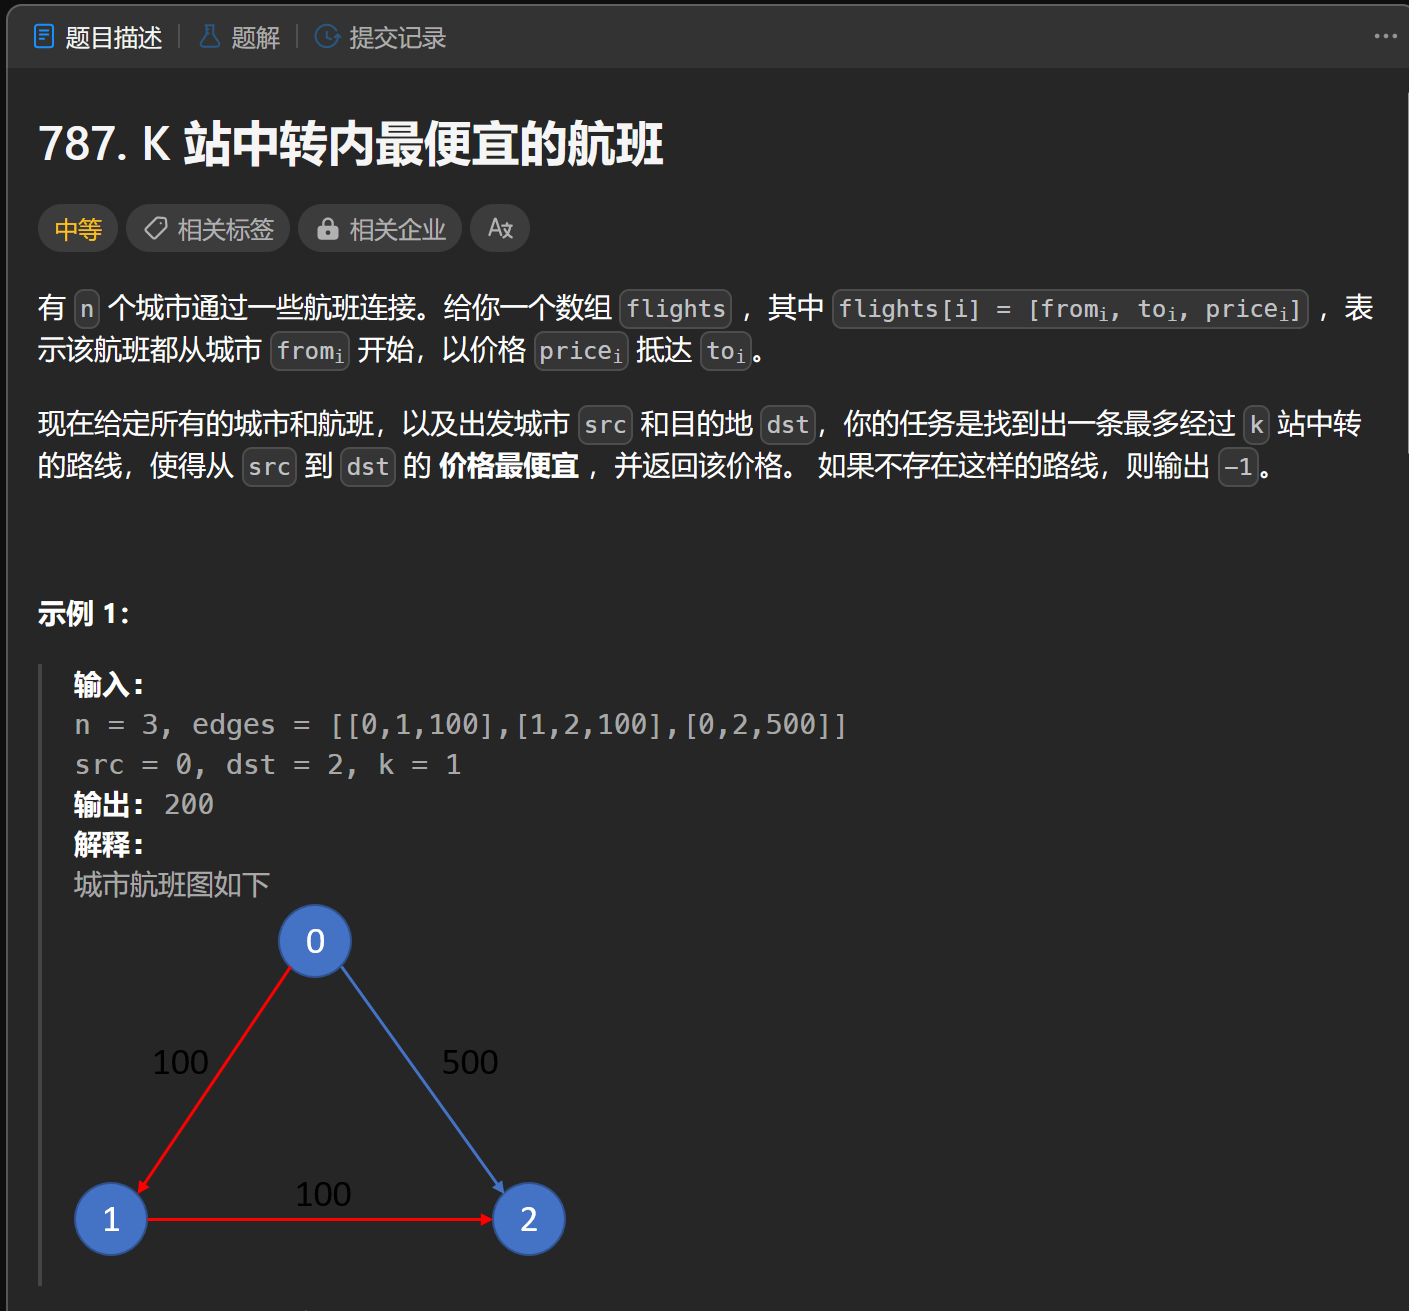 题目描述 题解 提交记录
787. K 站中转内最便宜的航班
中等 相关标签 相关企业
有 n 个城市通过一些航班连接。给你一个数组 flights ，其中 flights[i] = [fromi, toi, pricei] ，表
示该航班都从城市 fromi 开始，以价格 pricei 抵达 toi。
现在给定所有的城市和航班，以及出发城市 src 和目的地 dst，你的任务是找到出一条最多经过 k 站中转
的路线，使得从 src 到 dst 的 价格最便宜 ，并返回该价格。 如果不存在这样的路线，则输出 -1。
示例 1：
输入：
n = 3, edges = [[0,1,100],[1,2,100],[0,2,500]]
src = 0, dst = 2, k = 1
输出： 200
解释：
城市航班图如下
0
100 500
100
1 2